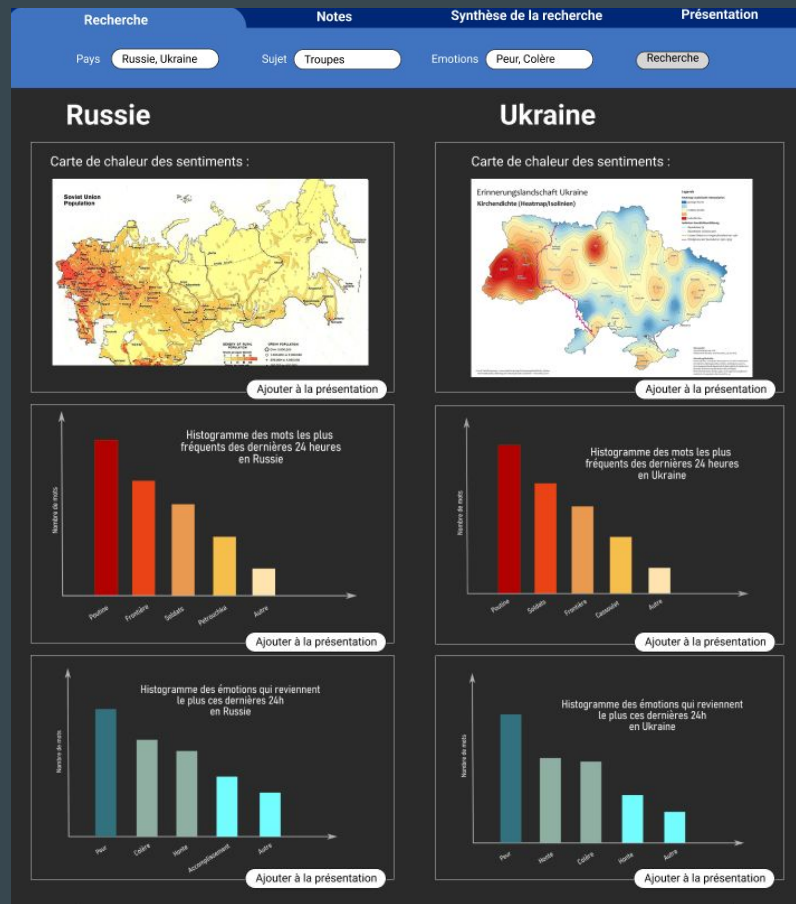 Recherche
Notes
Synthèse de la recherche
Présentation
Pays
Russie, Ukraine
Sujet
Troupes
Emotions
Peur, Colère
Recherche
Russie
Ukraine
Carte de chaleur des sentiments :
Soviet Union
Population
Ajouter à la présentation
Carte de chaleur des sentiments :
Erinnerungslandschaft Ukraine
Kirchendichte (Heatmap/Isolinien)
Ajouter à la présentation
Histogramme des mots les plus
fréquents des dernières 24 heures
en Russie
Nombre de mots
Poutine
Frontière
Soldats
Petrouchka
Autre
Ajouter à la présentation
Histogramme des mots les plus
fréquents des dernières 24 heures
en Ukraine
Nombre de mots
Poutine
Soldats
Frontière
Cassoulet
Autre
Ajouter à la présentation
Histogramme des émotions qui reviennent
le plus ces dernières 24h
en Russie
Nombre de mots
Peur
Colère
Honte
Accomplissement
Autre
Ajouter à la présentation
Histogramme des émotions qui reviennent
le plus ces dernières 24h
en Ukraine
Nombre de mots
Peur
Honte
Colère
Honte
Autre
Ajouter à la présentation